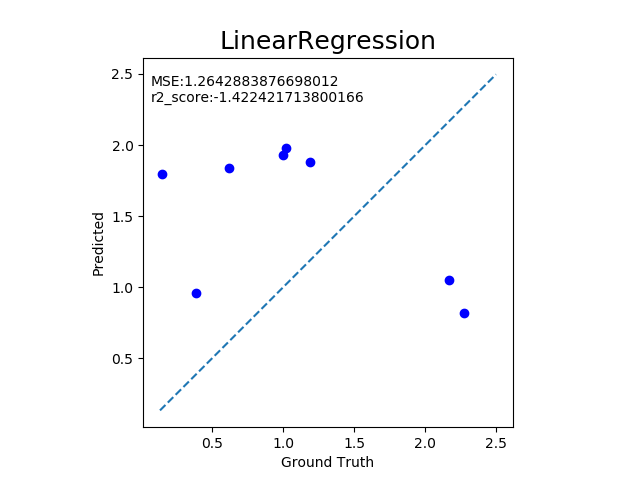 LinearRegression
MSE:1.2642883876698012
r2_score:-1.422421713800166
2.5
2.0
1.5
1.0
0.5
Predicted
0.5 1.0 1.5 2.0 2.5
Ground Truth